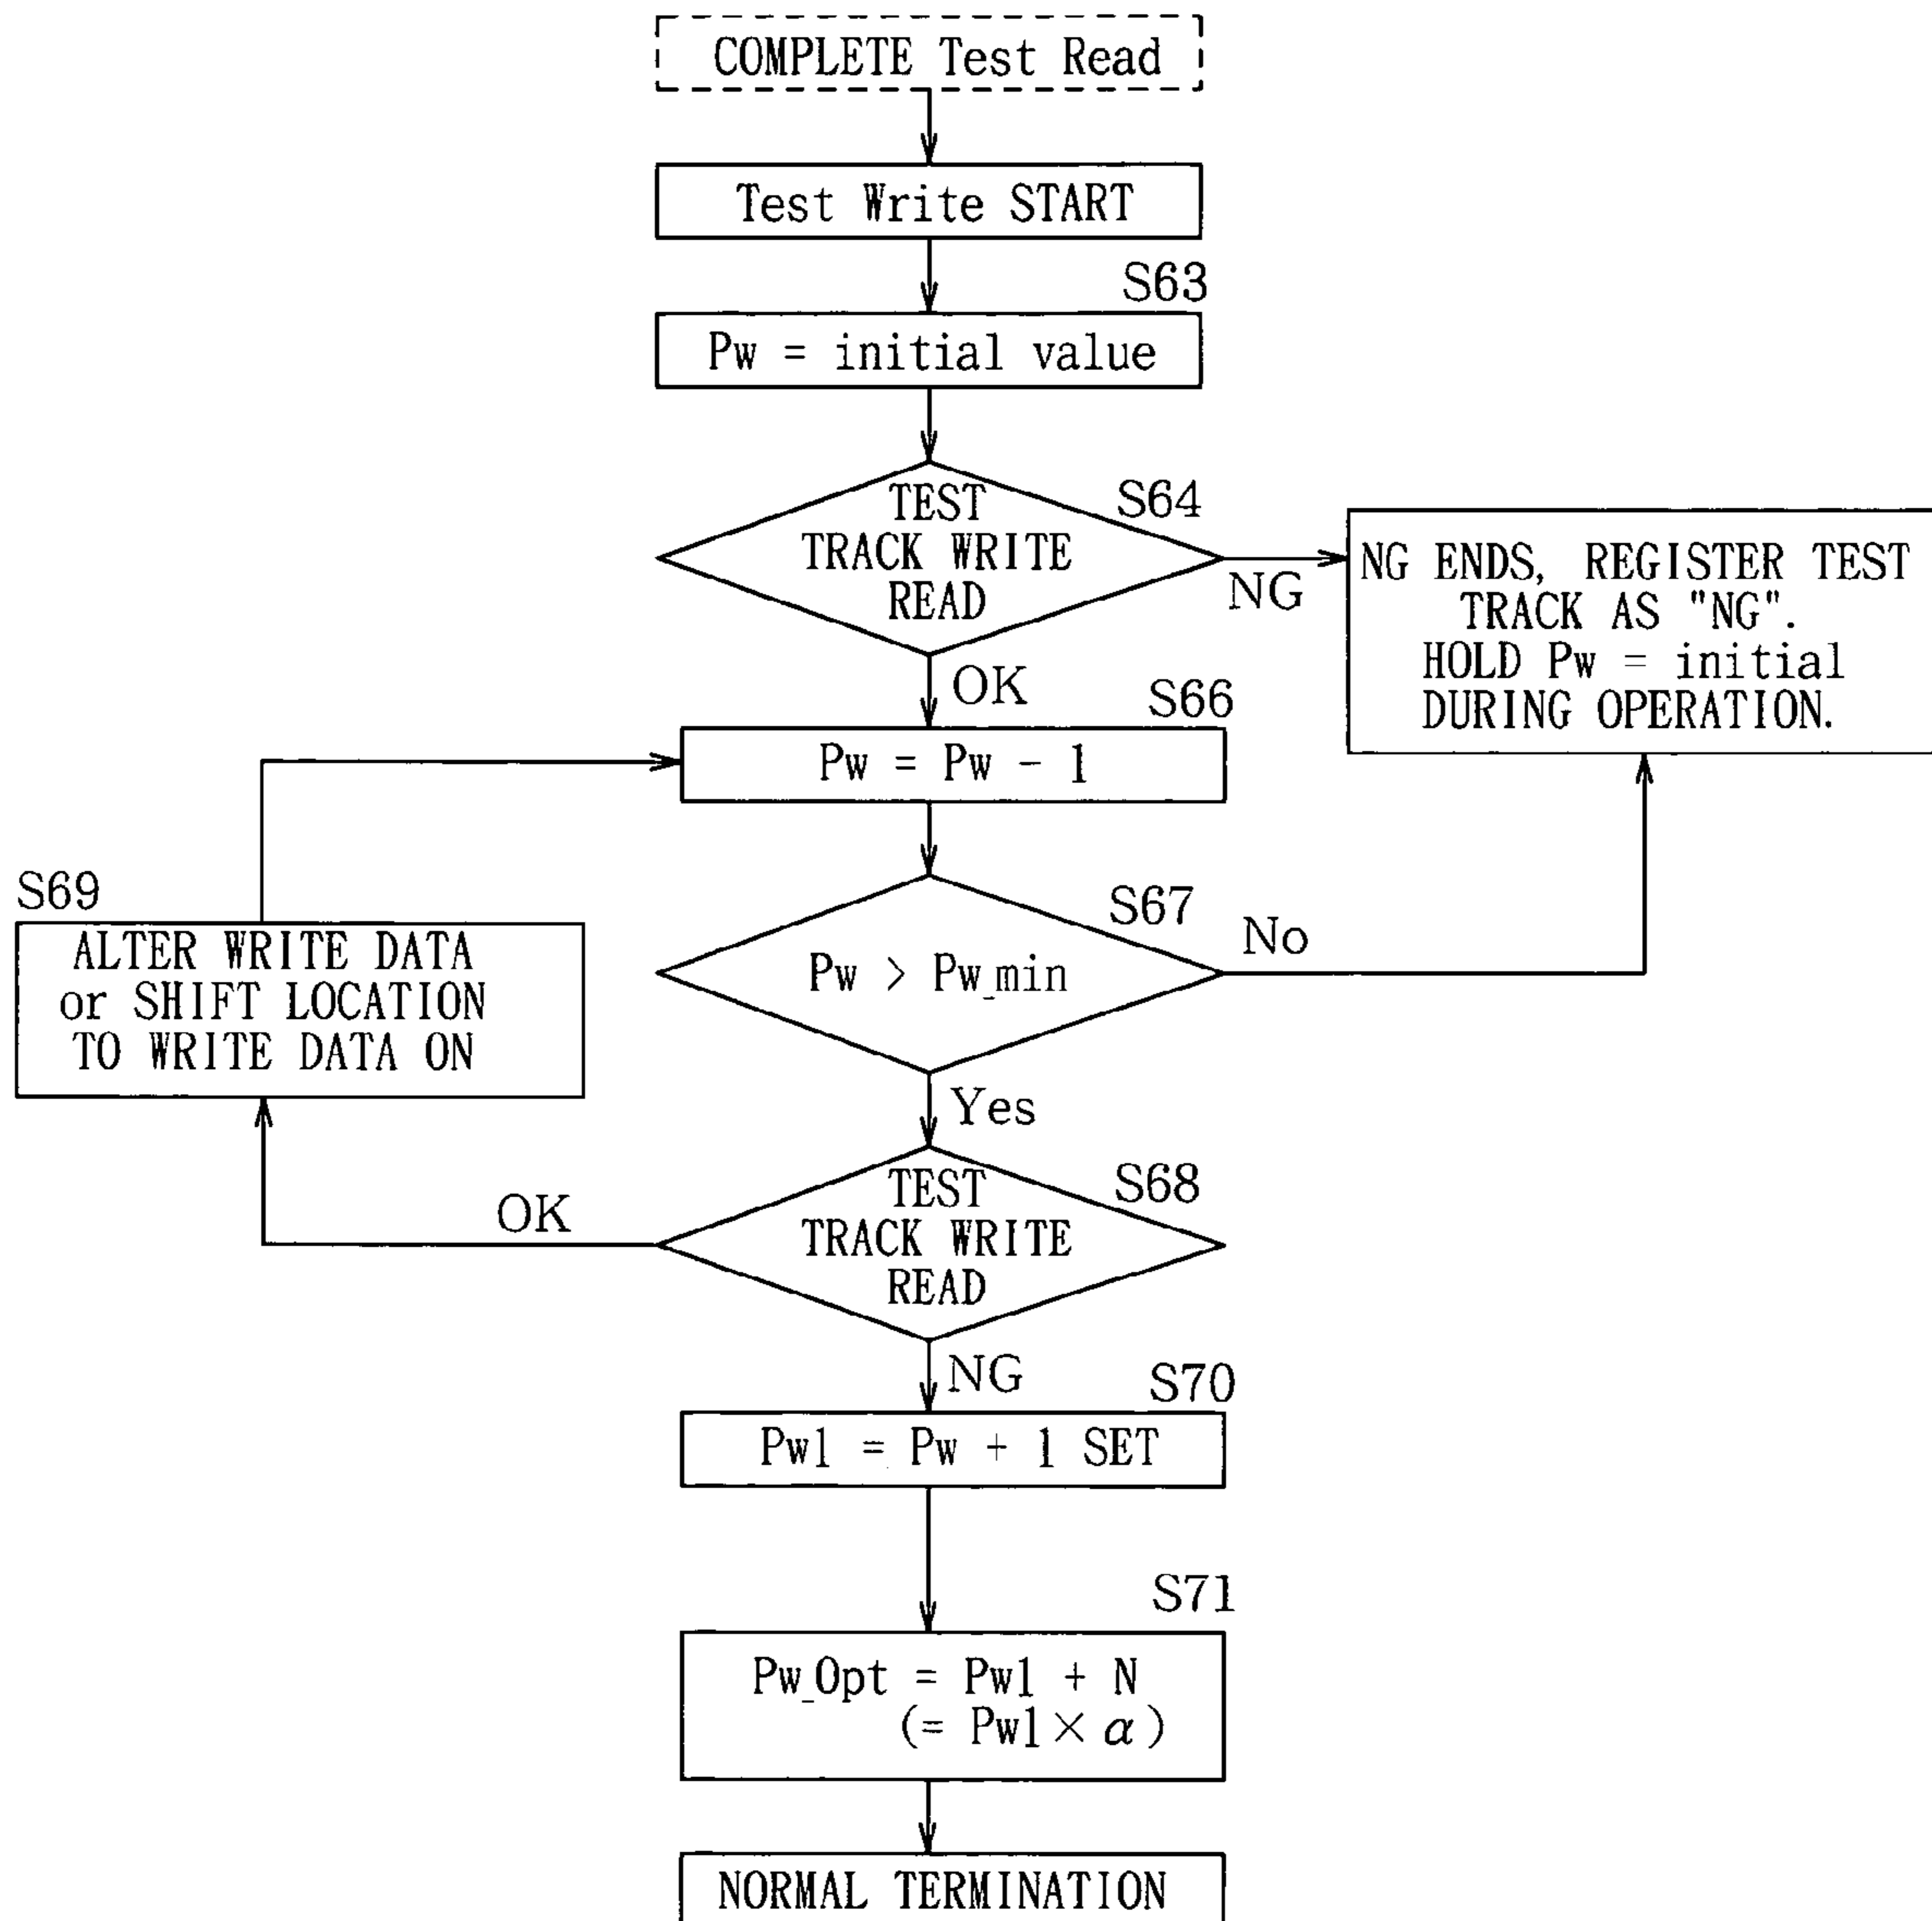 COMPLETE Test Read
Test Write START
S63
Pw = initial value
S64
TEST
TRACK WRITE
READ
NG
NG ENDS, REGISTER TEST
TRACK AS "NG".
HOLD Pw = initial
DURING OPERATION.
OK
S66
Pw = Pw - 1
S67
Pw > Pw_min
No
S69
ALTER WRITE DATA
or SHIFT LOCATION
TO WRITE DATA ON
Yes
S68
TEST
TRACK WRITE
READ
OK
NG
S70
Pw1 = Pw + 1 SET
S71
Pw_Opt = Pw1 + N
(= Pw1 × α)
NORMAL TERMINATION